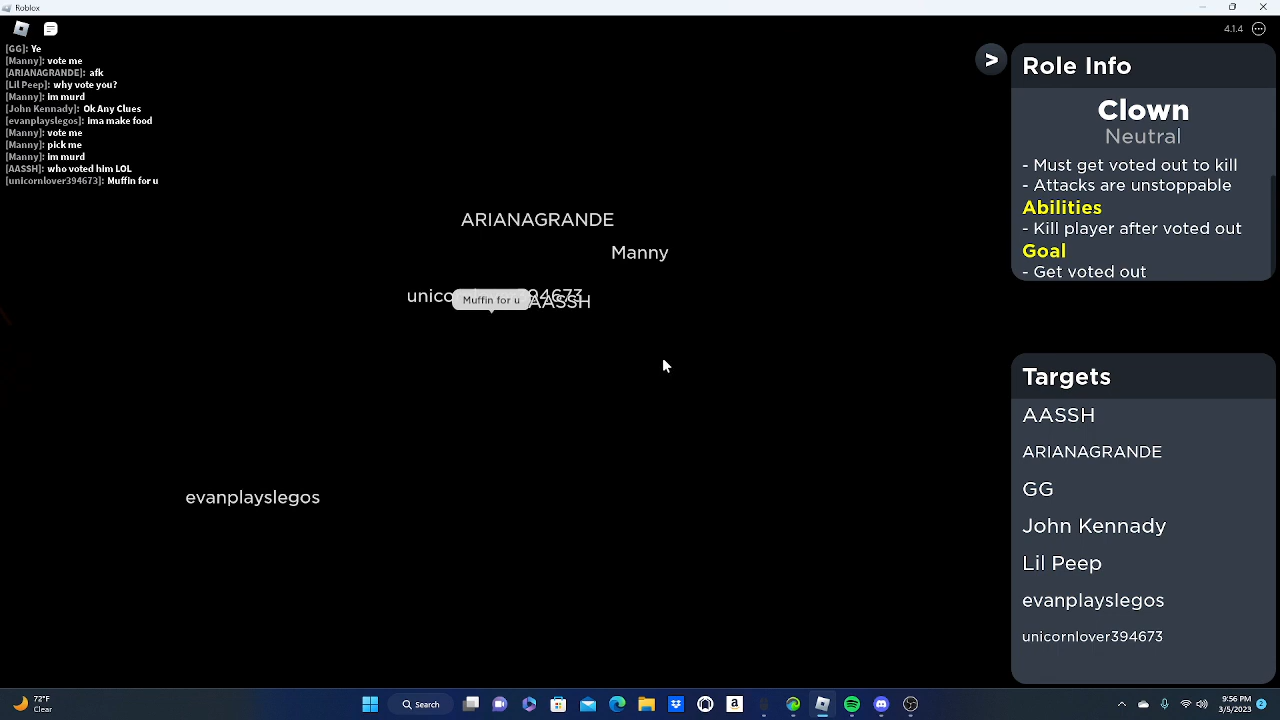 Roblox
4.1.4
[GG]: Ye
[Manny]: vote me
[ARIANAGRANDE]: afk
[Lil Peep]: why vote you?
[Manny]: im murd
[John Kennady]: Ok Any Clues
[evanplayslegos]: ima make food
[Manny]: vote me
[Manny]: pick me
[Manny]: im murd
[AASSH]: who voted him LOL
[unicornlover394673]: Muffin for u
ARIANAGRANDE
Manny
Muffin for u
AASSH
evanplayslegos
>
Role Info
Clown
Neutral
- Must get voted out to kill
- Attacks are unstoppable
Abilities
- Kill player after voted out
Goal
- Get voted out
Targets
AASSH
ARIANAGRANDE
GG
John Kennady
Lil Peep
evanplayslegos
unicornlover394673
72°F
Clear
Search
a
9:56 PM
3/5/2023
2